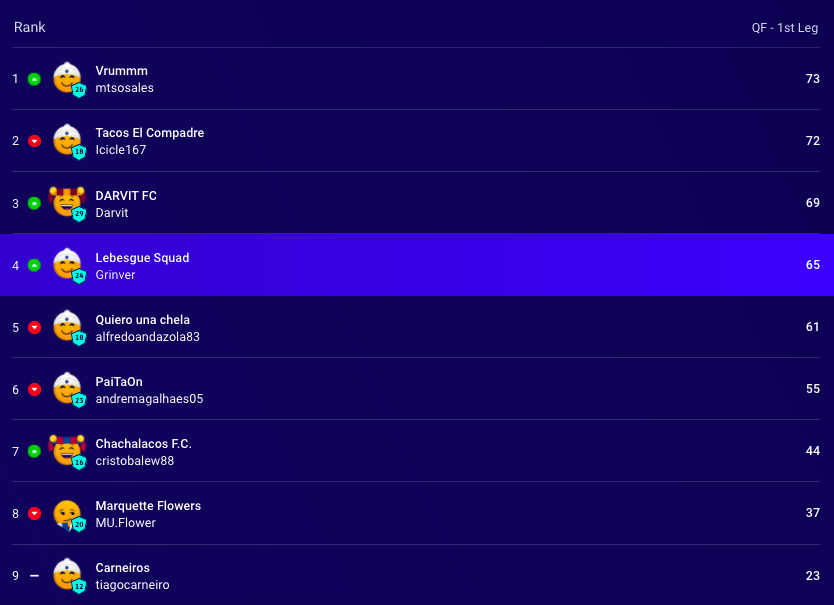 Rank QF - 1st Leg
1 26 Vrummm 73
mtsosales
2 18 Tacos El Compadre 72
Icicle167
3 29 DARVIT FC 69
Darvit
4 24 Lebesgue Squad 65
Grinver
5 18 Quiero una chela 61
alfredoandazola83
6 23 PaiTaOn 55
andremagalhaes05
7 16 Chachalacos F.C. 44
cristobalew88
8 20 Marquette Flowers 37
MU.Flower
9 12 Carneiros 23
tiagocarneiro